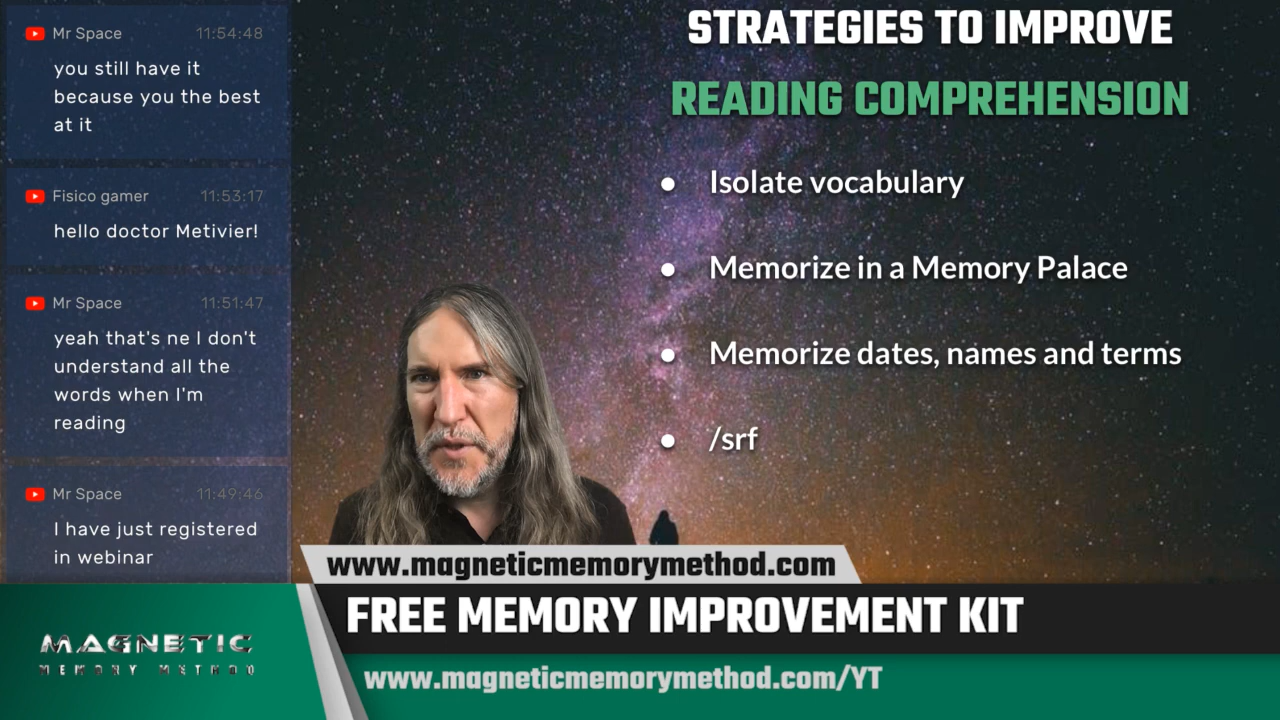 Mr Space 11:54:48
you still have it
because you the best
at it
Fisico gamer 11:53:17
hello doctor Metivier!
Mr Space 11:51:47
yeah that's ne I don't
understand all the
words when I'm
reading
Mr Space 11:49:46
I have just registered
in webinar
STRATEGIES TO IMPROVE
READING COMPREHENSION
• Isolate vocabulary
• Memorize in a Memory Palace
• Memorize dates, names and terms
• /srf
www.magneticmemorymethod.com
FREE MEMORY IMPROVEMENT KIT
www.magneticmemorymethod.com/YT
MAGNETIC
MEMORY METHOD